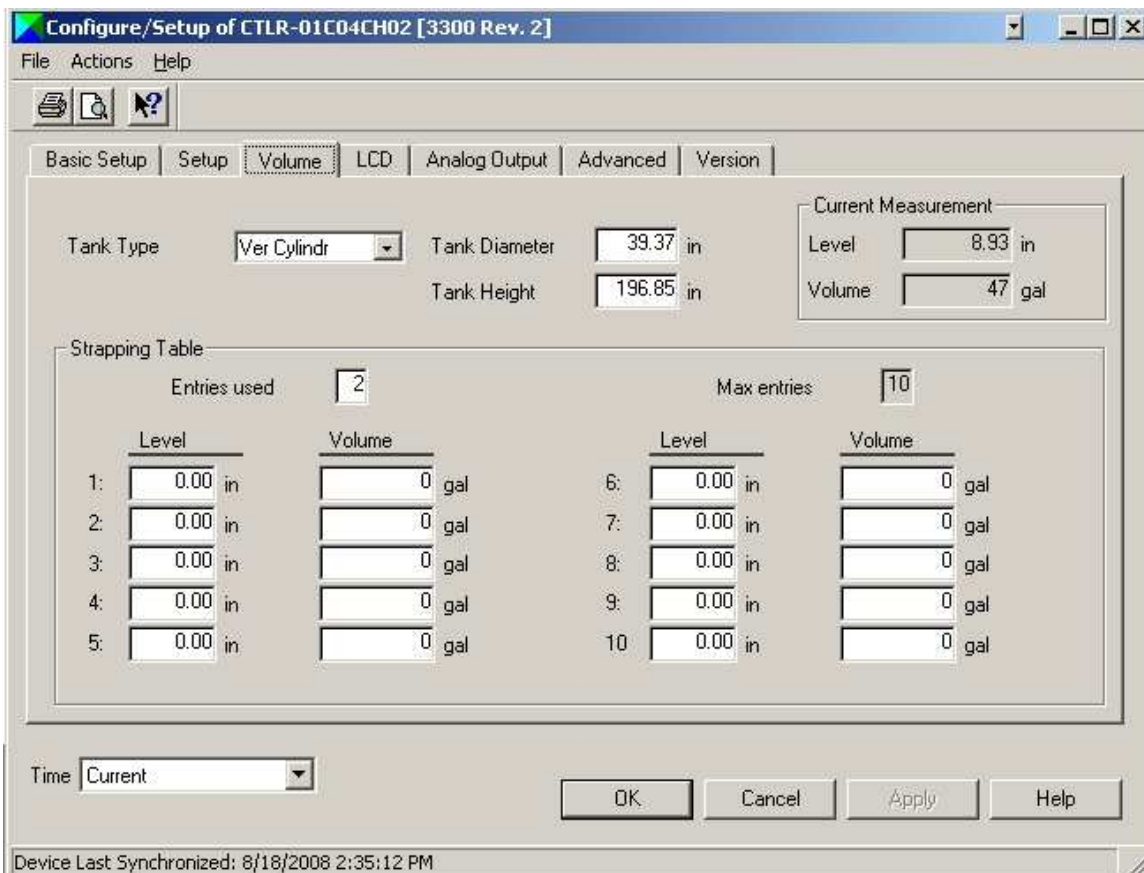 Configure/Setup of CTLR-01C04CH02 [3300 Rev. 2]
File Actions Help
Basic Setup Setup Volume LCD Analog Output Advanced Version
Current Measurement
Tank Type Ver Cylindr Tank Diameter 39.37 in Level 8.93 in
Tank Height 196.85 in Volume 47 gal
Strapping Table
Entries used 2 Max entries 10
Level Volume Level Volume
1: 0.00 in 0 gal 6: 0.00 in 0 gal
2: 0.00 in 0 gal 7: 0.00 in 0 gal
3: 0.00 in 0 gal 8: 0.00 in 0 gal
4: 0.00 in 0 gal 9: 0.00 in 0 gal
5: 0.00 in 0 gal 10 0.00 in 0 gal
Time Current
OK Cancel Apply Help
Device Last Synchronized: 8/18/2008 2:35:12 PM